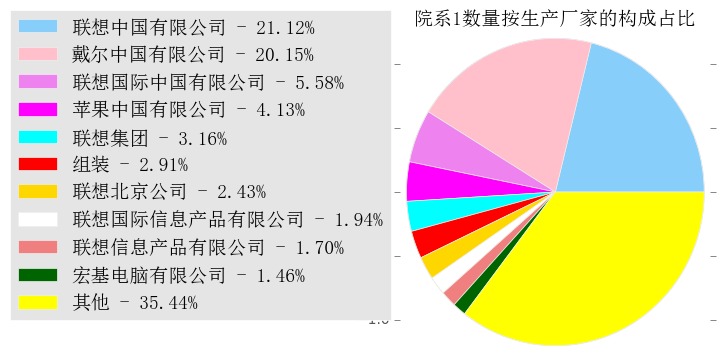 院系1数量按生产厂家的构成占比
联想中国有限公司 - 21.12%
戴尔中国有限公司 - 20.15%
联想国际中国有限公司 - 5.58%
苹果中国有限公司 - 4.13%
联想集团 - 3.16%
组装 - 2.91%
联想北京公司 - 2.43%
联想国际信息产品有限公司 - 1.94%
联想信息产品有限公司 - 1.70%
宏基电脑有限公司 - 1.46%
其他 - 35.44%